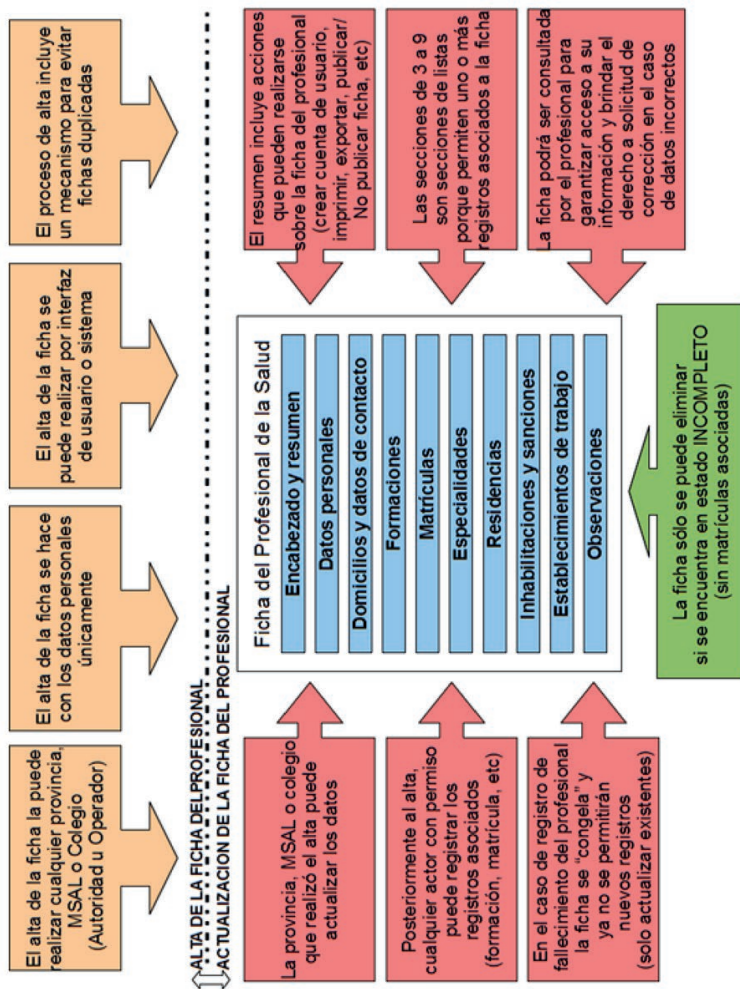 El alta de la ficha la puede
realizar cualquier provincia,
MSAL o Colegio
(Autoridad u Operador)
El alta de la ficha se hace
con los datos personales
únicamente
El alta de la ficha se
puede realizar por interfaz
de usuario o sistema
El proceso de alta incluye
un mecanismo para evitar
fichas duplicadas
ALTA DE LA FICHA DEL PROFESIONAL
ACTUALIZACION DE LA FICHA DEL PROFESIONAL
La provincia, MSAL o colegio
que realizó el alta puede
actualizar los datos
Posteriormente al alta,
cualquier actor con permiso
puede registrar los
registros asociados
(formación, matrícula, etc)
En el caso de registro de
fallecimiento del profesional
la ficha se “congela” y
ya no se permitirán
nuevos registros
(solo actualizar existentes)
Ficha del Profesional de la Salud
Encabezado y resumen
Datos personales
Domicilios y datos de contacto
Formaciones
Matrículas
Especialidades
Residencias
Inhabilitaciones y sanciones
Establecimientos de trabajo
Observaciones
El resumen incluye acciones
que pueden realizarse
sobre la ficha del profesional
(crear cuenta de usuario,
imprimir, exportar, publicar/
No publicar ficha, etc)
Las secciones de 3 a 9
son secciones de listas
porque permiten uno o más
registros asociados a la ficha
La ficha podrá ser consultada
por el profesional para
garantizar acceso a su
información y brindar el
derecho a solicitud de
corrección en el caso
de datos incorrectos
La ficha sólo se puede eliminar
si se encuentra en estado INCOMPLETO
(sin matrículas asociadas)